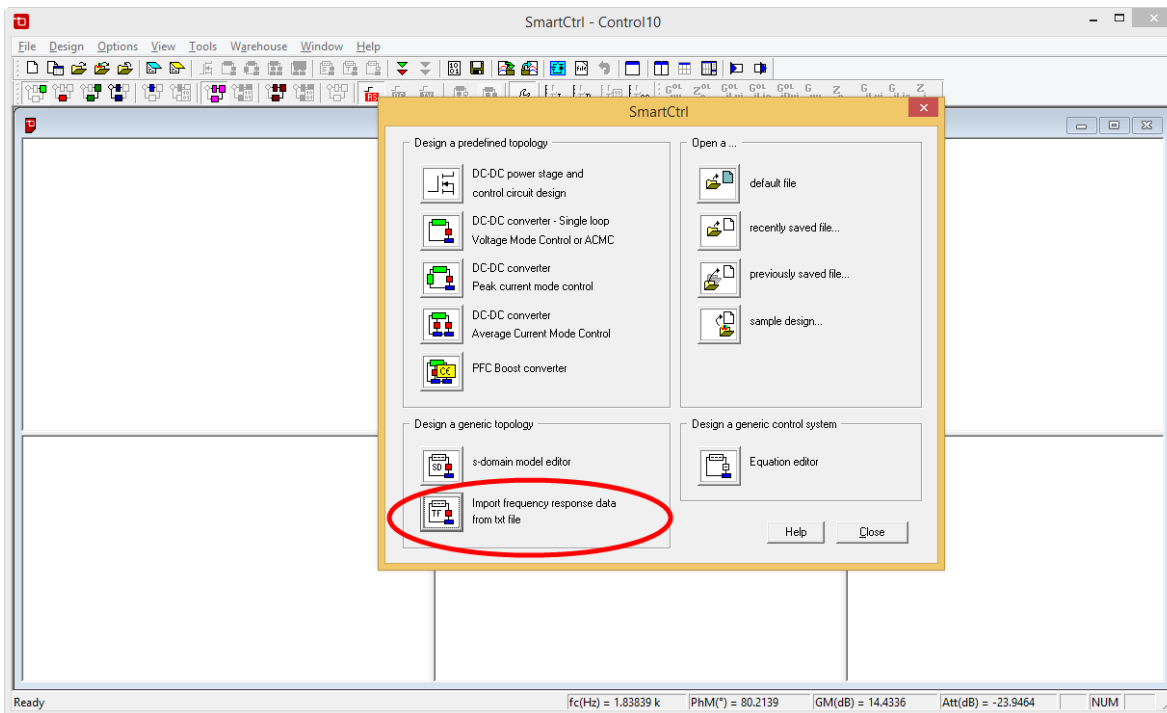 SmartCtrl - Control10
File Design Options View Tools Warehouse Window Help
SmartCtrl
Design a predefined topology
DC-DC power stage and
control circuit design
DC-DC converter - Single loop
Voltage Mode Control or ACMC
DC-DC converter
Peak current mode control
DC-DC converter
Average Current Mode Control
PFC Boost converter
Open a ...
default file
recently saved file...
previously saved file...
sample design...
Design a generic topology
s-domain model editor
Import frequency response data
from txt file
Design a generic control system
Equation editor
Help Close
Ready fc(Hz) = 1.83839 k PhM(°) = 80.2139 GM(dB) = 14.4336 Att(dB) = -23.9464 NUM